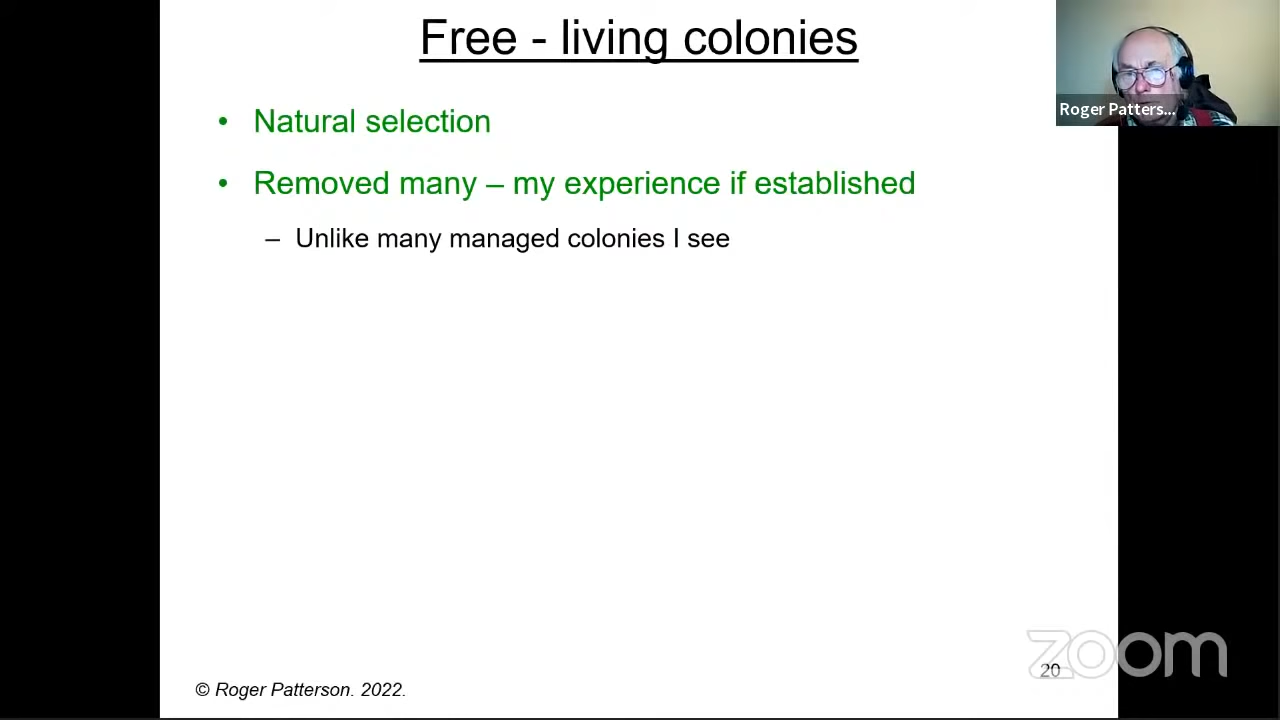 Free - living colonies
Roger Patters...
• Natural selection
• Removed many – my experience if established
– Unlike many managed colonies I see
zoom
20
© Roger Patterson. 2022.